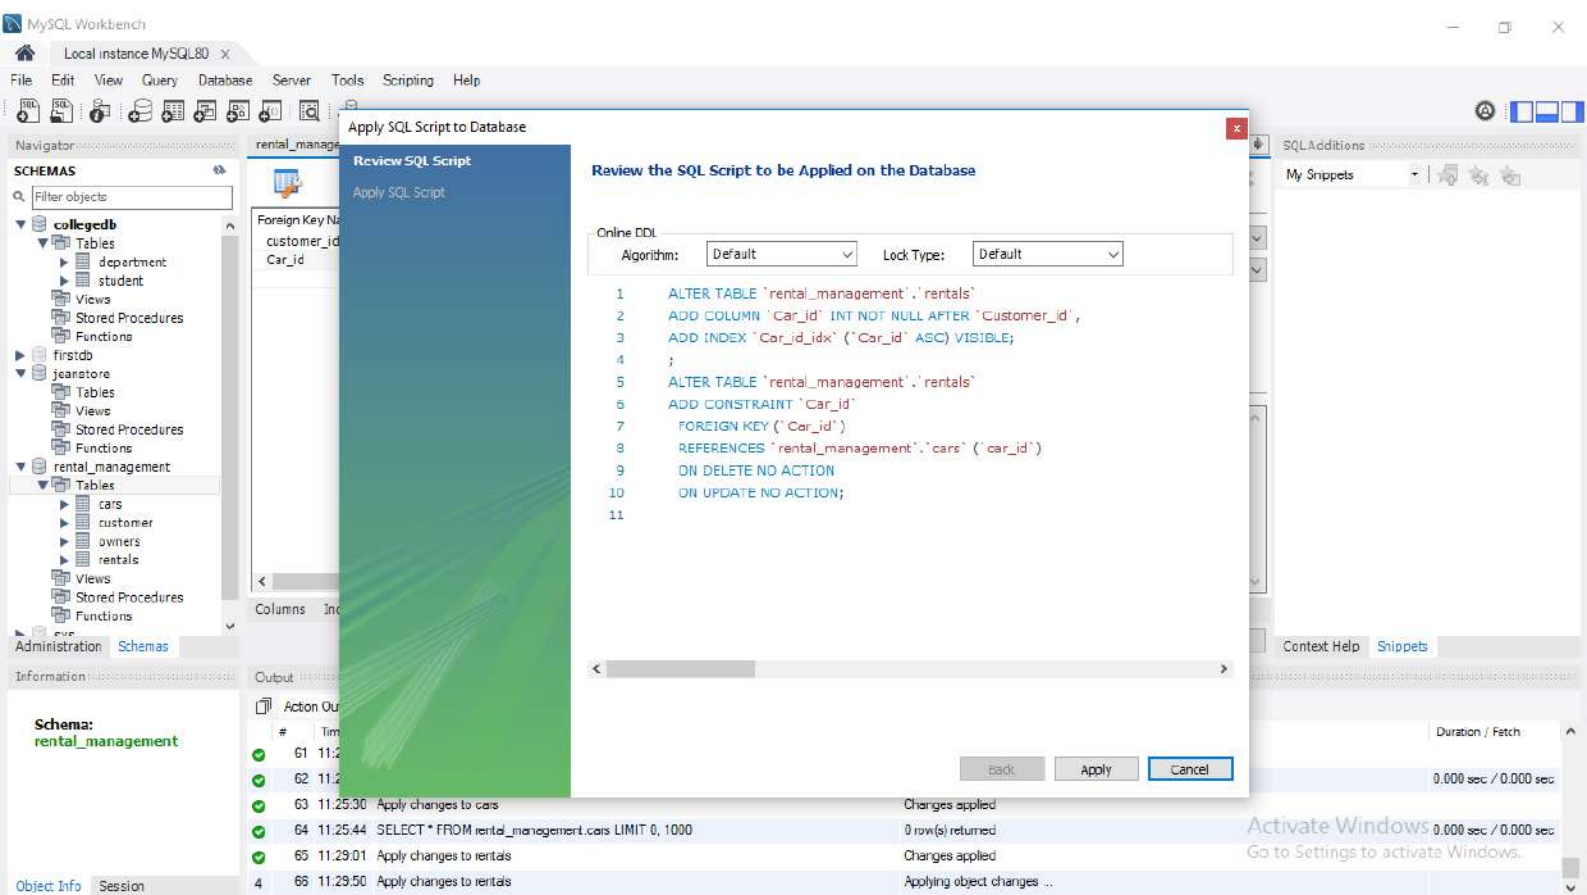 MySQL Workbench
Local instance MySQL80 x
File Edit View Query Database Server Tools Scripting Help
Navigator
SCHEMAS
Filter objects
collegedb
Tables
department
student
Views
Stored Procedures
Functions
firstdb
jeanstore
Tables
Views
Stored Procedures
Functions
rental_management
Tables
cars
customer
owners
rentals
Views
Stored Procedures
Functions
sys
Administration Schemas
Information
Schema:
rental_management
Object Info Session
rental_manage
Foreign Key Na
customer_id
Car_id
Columns Ind
Apply SQL Script to Database
x
Review SQL Script
Apply SQL Script
Review the SQL Script to be Applied on the Database
Online DDL
Algorithm: Default Lock Type: Default
1 ALTER TABLE `rental_management`.`rentals`
2 ADD COLUMN `Car_id` INT NOT NULL AFTER `Customer_id`,
3 ADD INDEX `Car_id_idx` (`Car_id` ASC) VISIBLE;
4 ;
5 ALTER TABLE `rental_management`.`rentals`
6 ADD CONSTRAINT `Car_id`
7 FOREIGN KEY (`Car_id`)
8 REFERENCES `rental_management`.`cars` (`car_id`)
9 ON DELETE NO ACTION
10 ON UPDATE NO ACTION;
11
Back Apply Cancel
SQLAdditions
My Snippets
Context Help Snippets
Output
Action Ou
# Tim Duration / Fetch
61 11:2
62 11:2 0.000 sec / 0.000 sec
63 11:25:30 Apply changes to cars Changes applied
64 11:25:44 SELECT * FROM rental_management.cars LIMIT 0, 1000 0 row(s) returned 0.000 sec / 0.000 sec
65 11:29:01 Apply changes to rentals Changes applied
66 11:29:50 Apply changes to rentals Applying object changes ...
Activate Windows
Go to Settings to activate Windows.